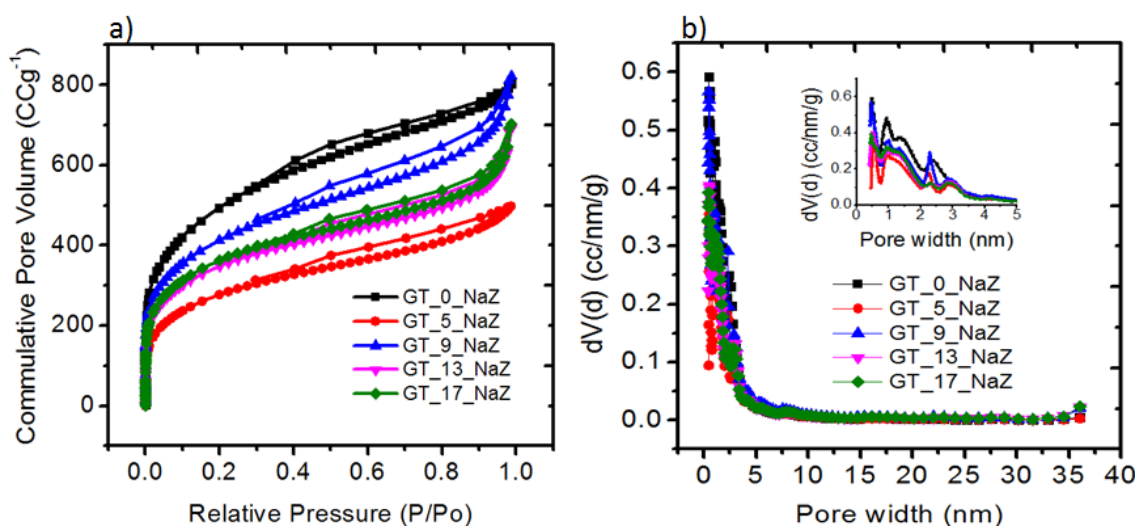 a)
Commulative Pore Volume (CCg-1)
800
600
400
200
0
GT_0_NaZ
GT_5_NaZ
GT_9_NaZ
GT_13_NaZ
GT_17_NaZ
0.0 0.2 0.4 0.6 0.8 1.0
Relative Pressure (P/Po)
b)
dV(d) (cc/nm/g)
0.6
0.5
0.4
0.3
0.2
0.1
0.0
dV(d) (cc/nm/g)
0.6
0.4
0.2
0.0
0 1 2 3 4 5
Pore width (nm)
GT_0_NaZ
GT_5_NaZ
GT_9_NaZ
GT_13_NaZ
GT_17_NaZ
0 5 10 15 20 25 30 35 40
Pore width (nm)